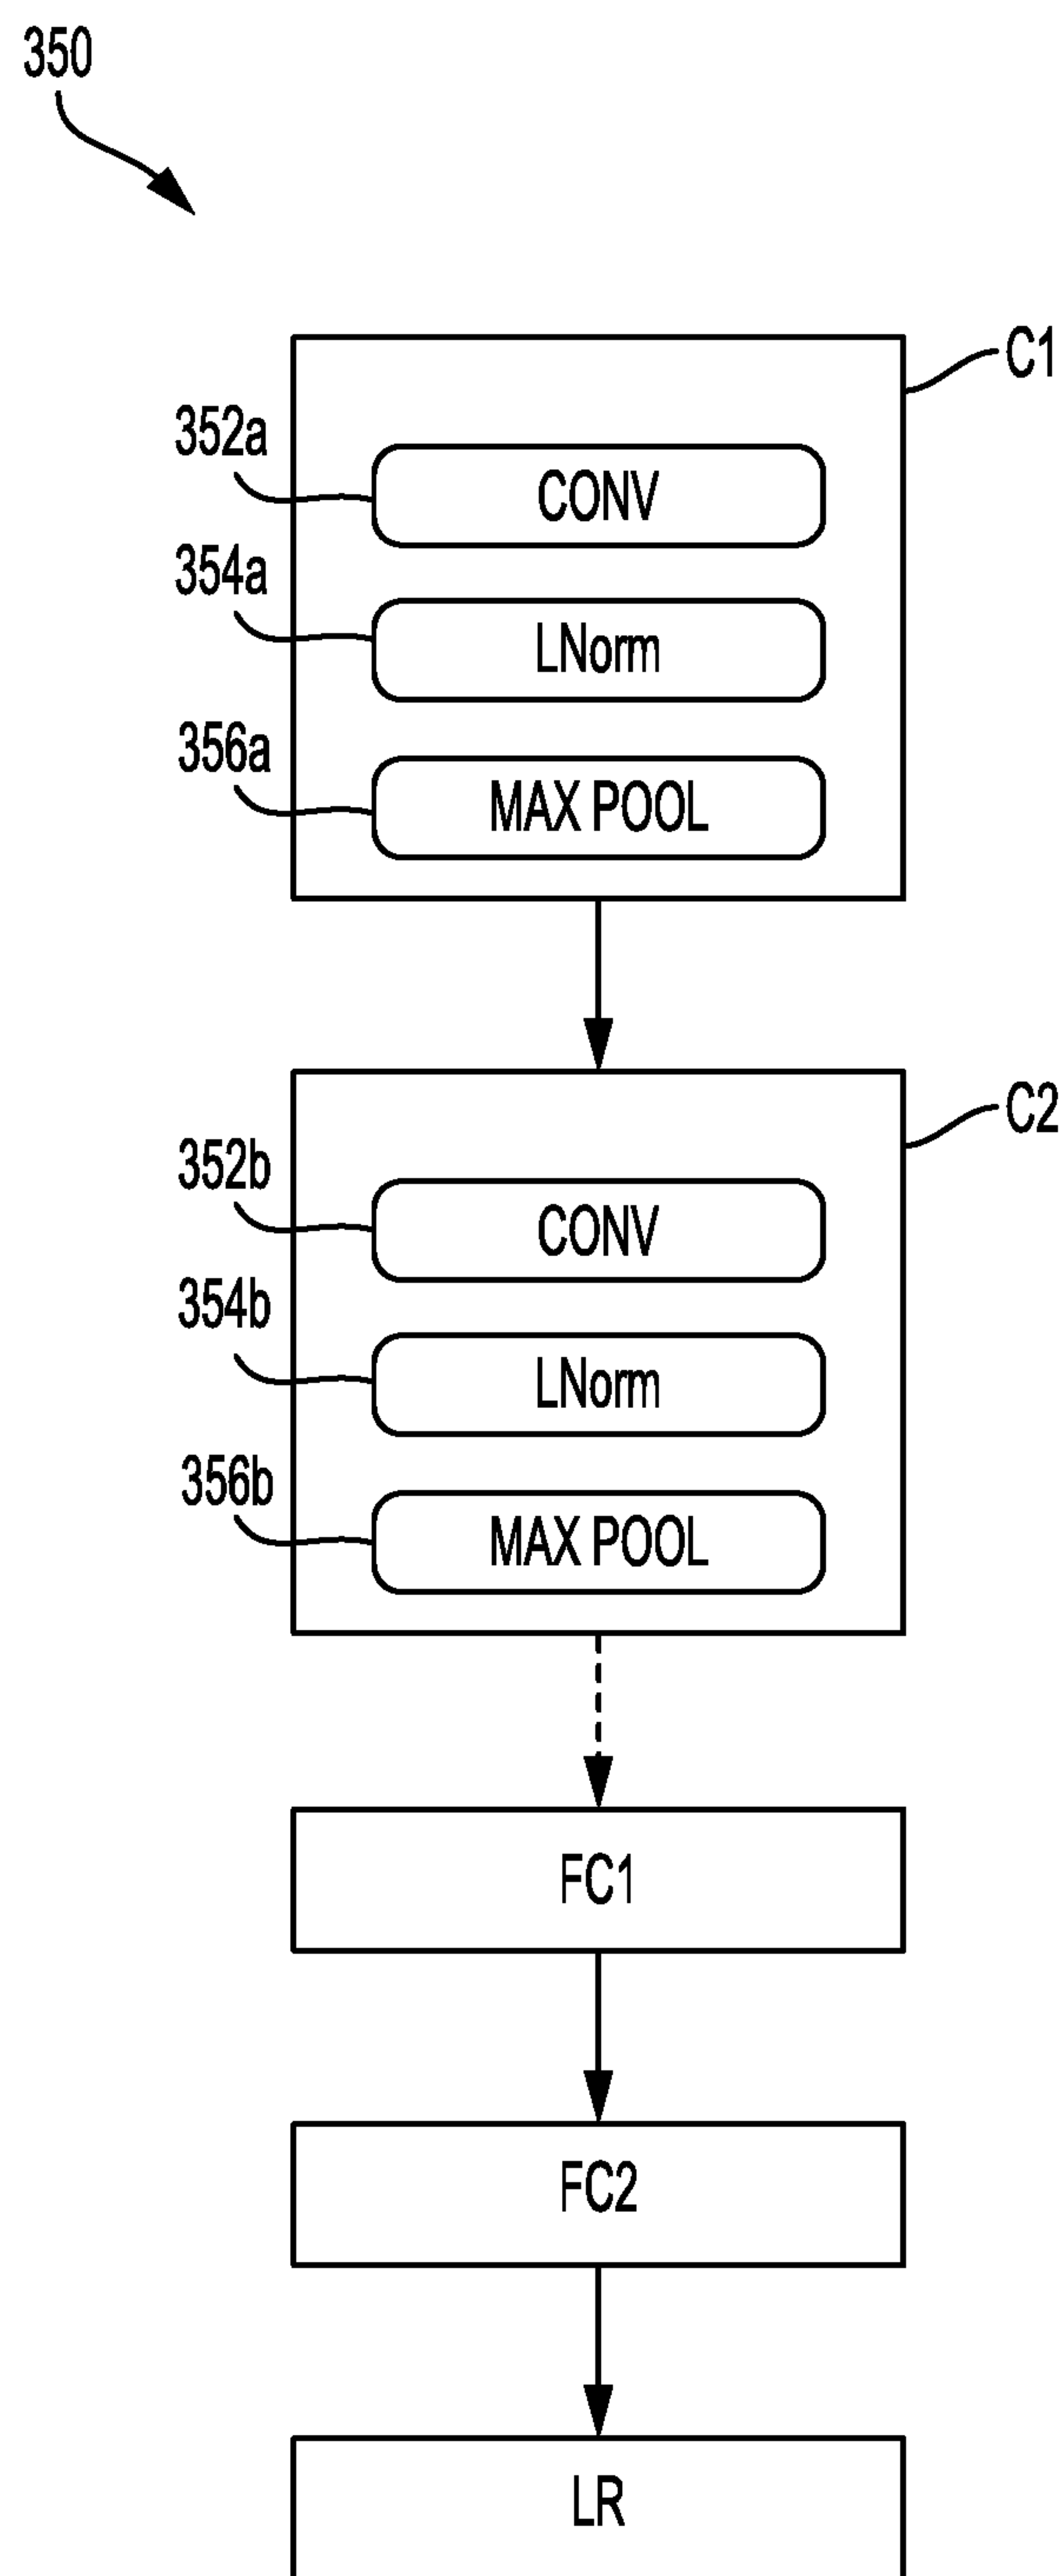 350
C1
352a
CONV
354a
LNorm
356a
MAX POOL
C2
352b
CONV
354b
LNorm
356b
MAX POOL
FC1
FC2
LR